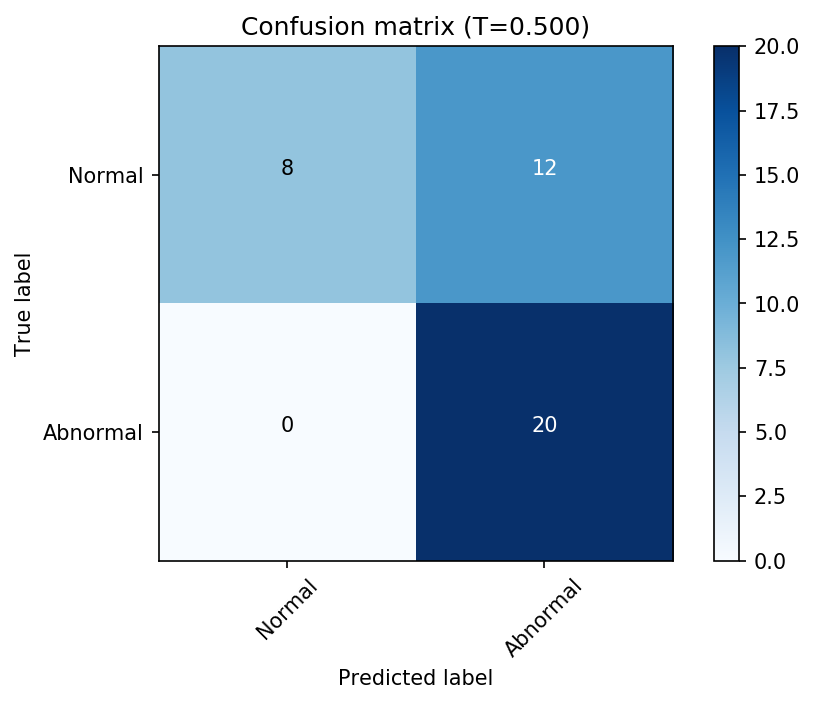 Confusion matrix (T=0.500)
True label
Normal
Abnormal
8
12
0
20
Normal
Abnormal
Predicted label
20.0
17.5
15.0
12.5
10.0
7.5
5.0
2.5
0.0